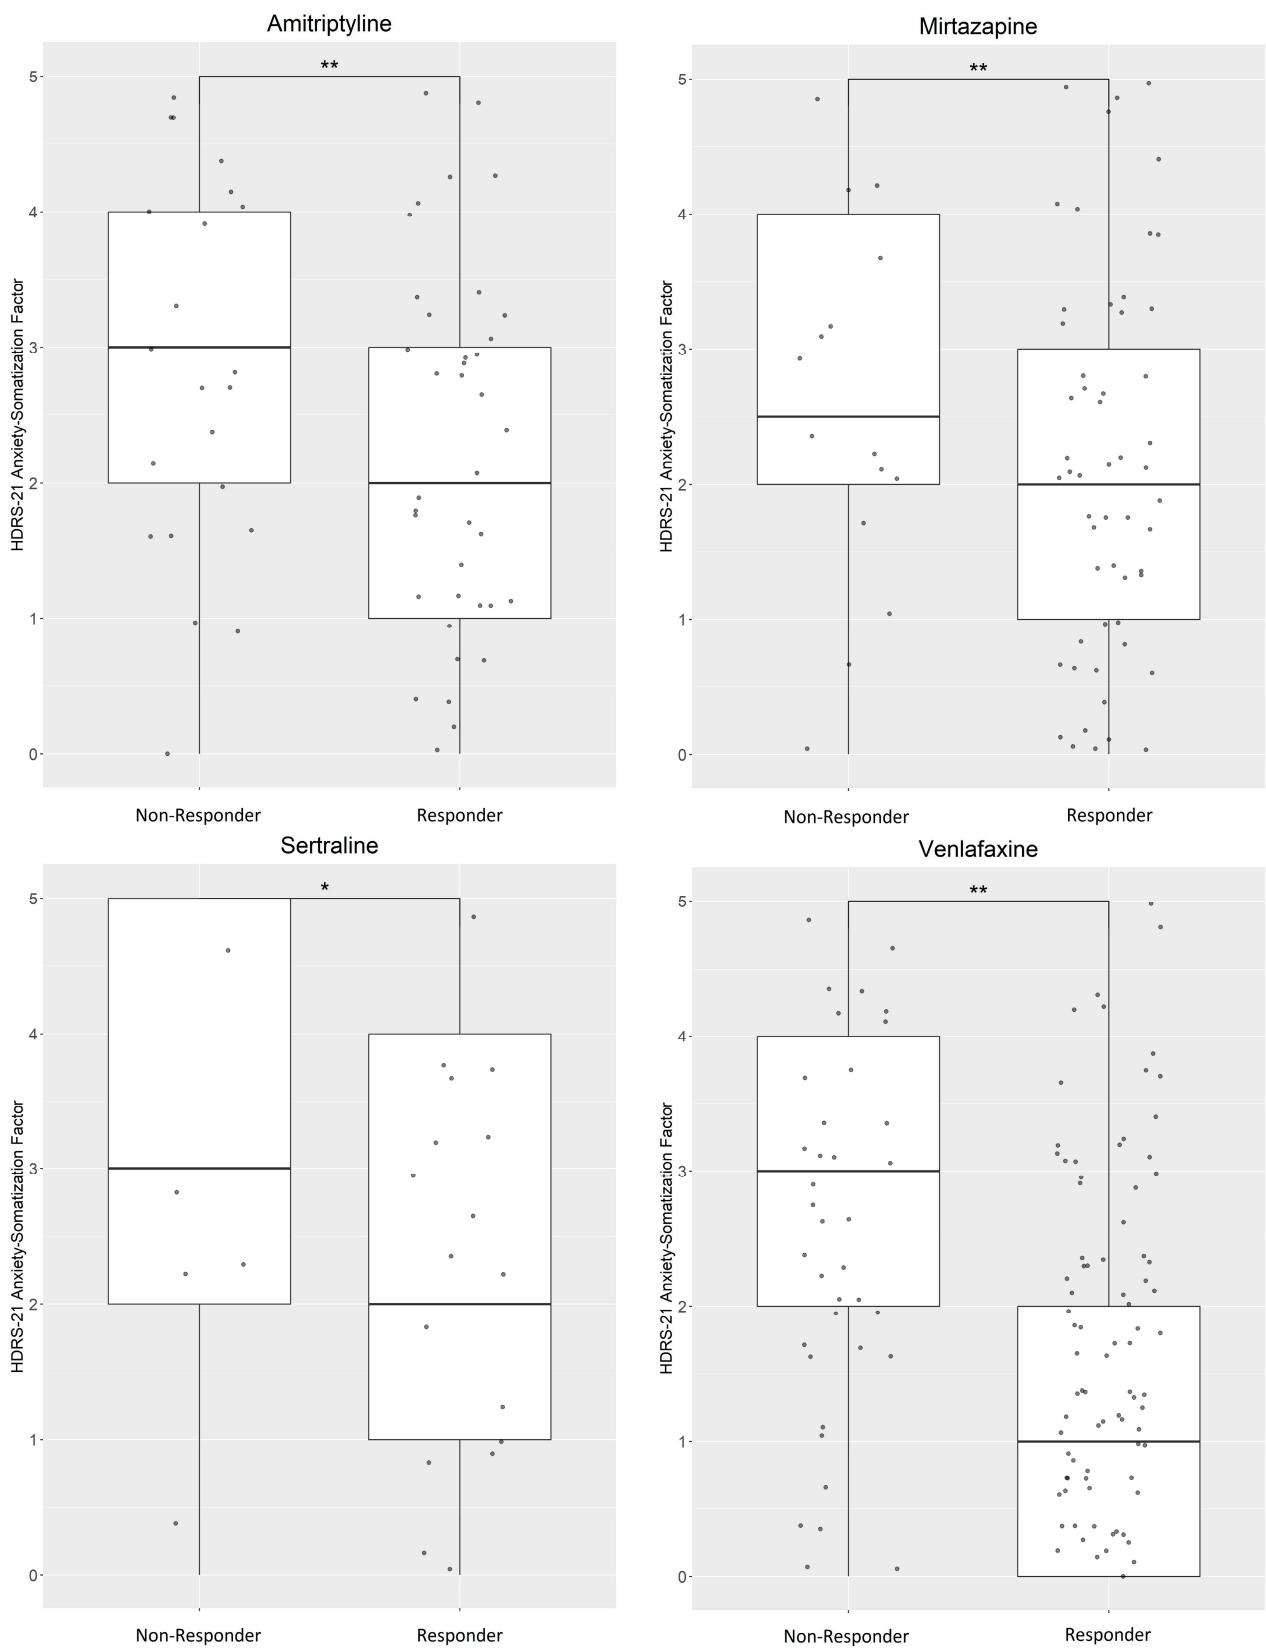 Amitriptyline
**
HDRS-21 Anxiety-Somatization Factor
5
4
3
2
1
0
Non-Responder
Responder
Mirtazapine
**
HDRS-21 Anxiety-Somatization Factor
5
4
3
2
1
0
Non-Responder
Responder
Sertraline
*
HDRS-21 Anxiety-Somatization Factor
5
4
3
2
1
0
Non-Responder
Responder
Venlafaxine
**
HDRS-21 Anxiety-Somatization Factor
5
4
3
2
1
0
Non-Responder
Responder